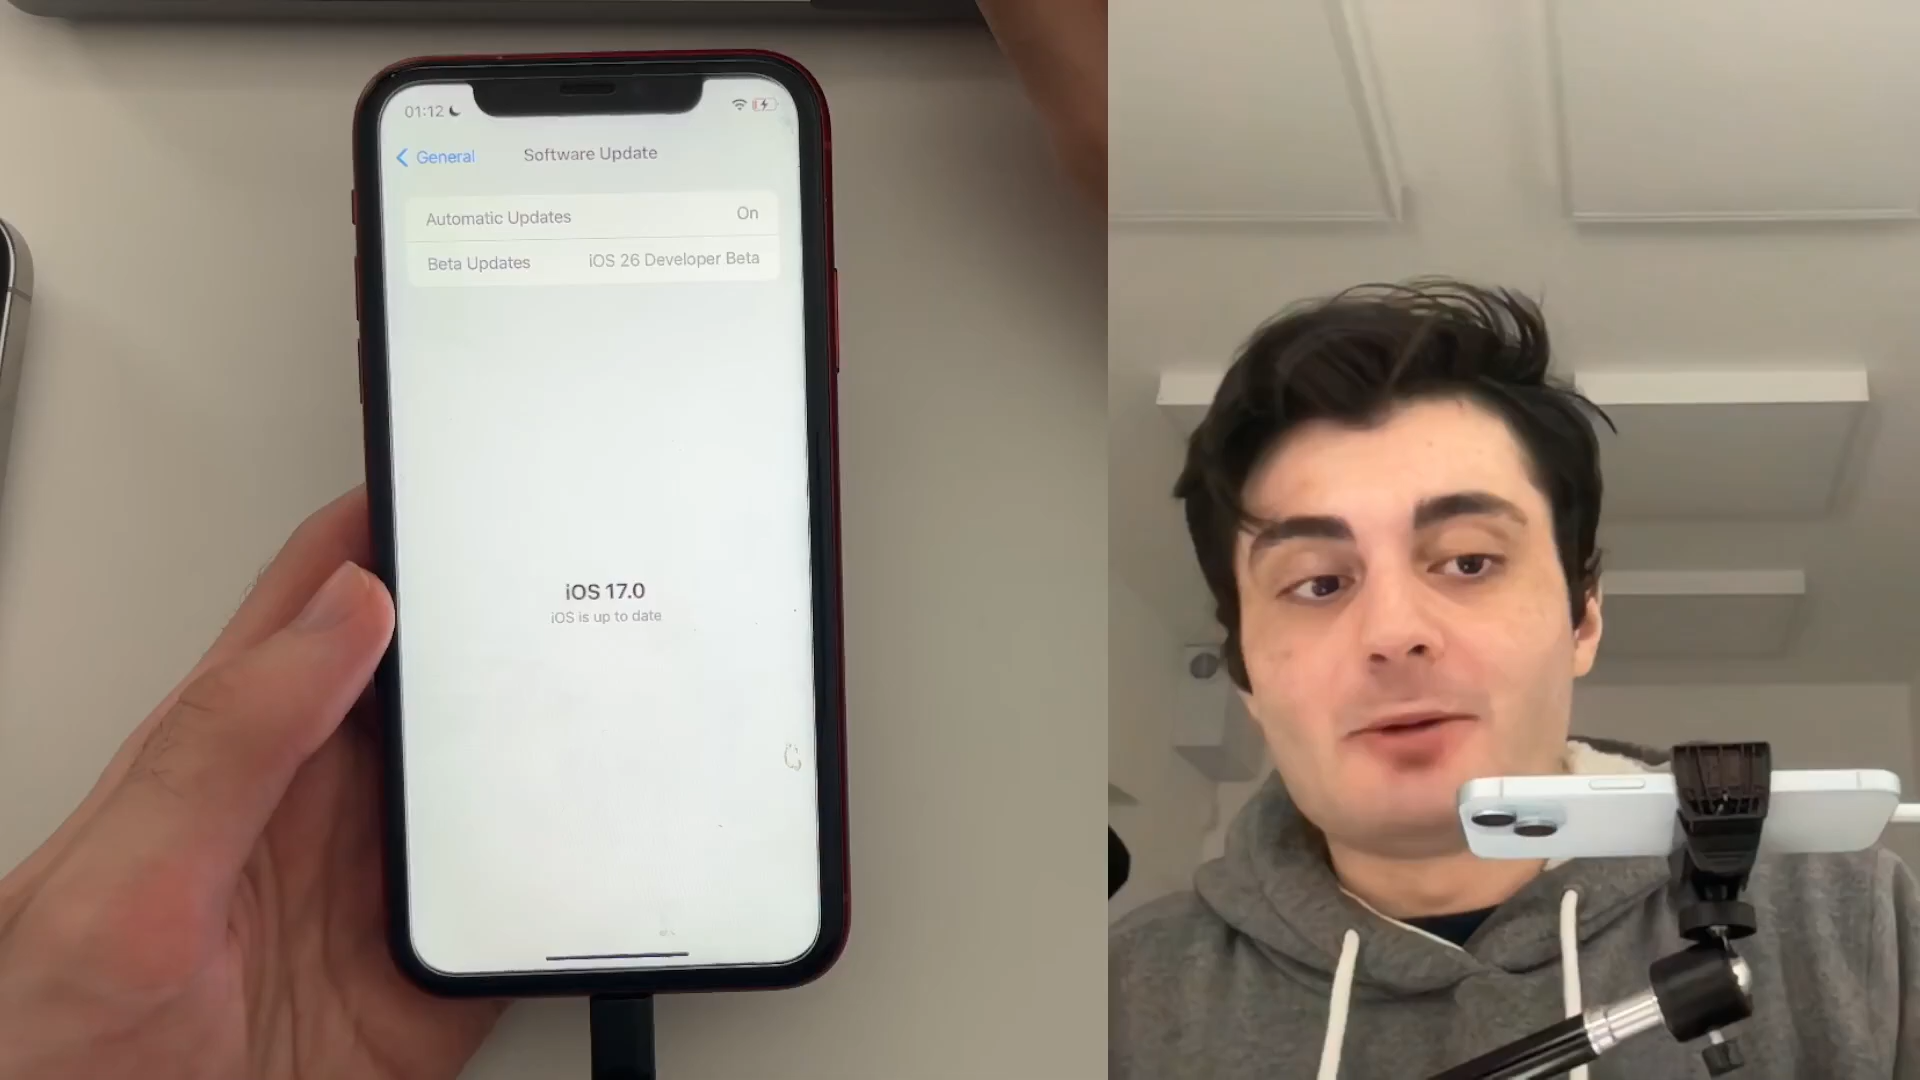 01:12
General
Software Update
Automatic Updates On
Beta Updates iOS 26 Developer Beta
iOS 17.0
iOS is up to date